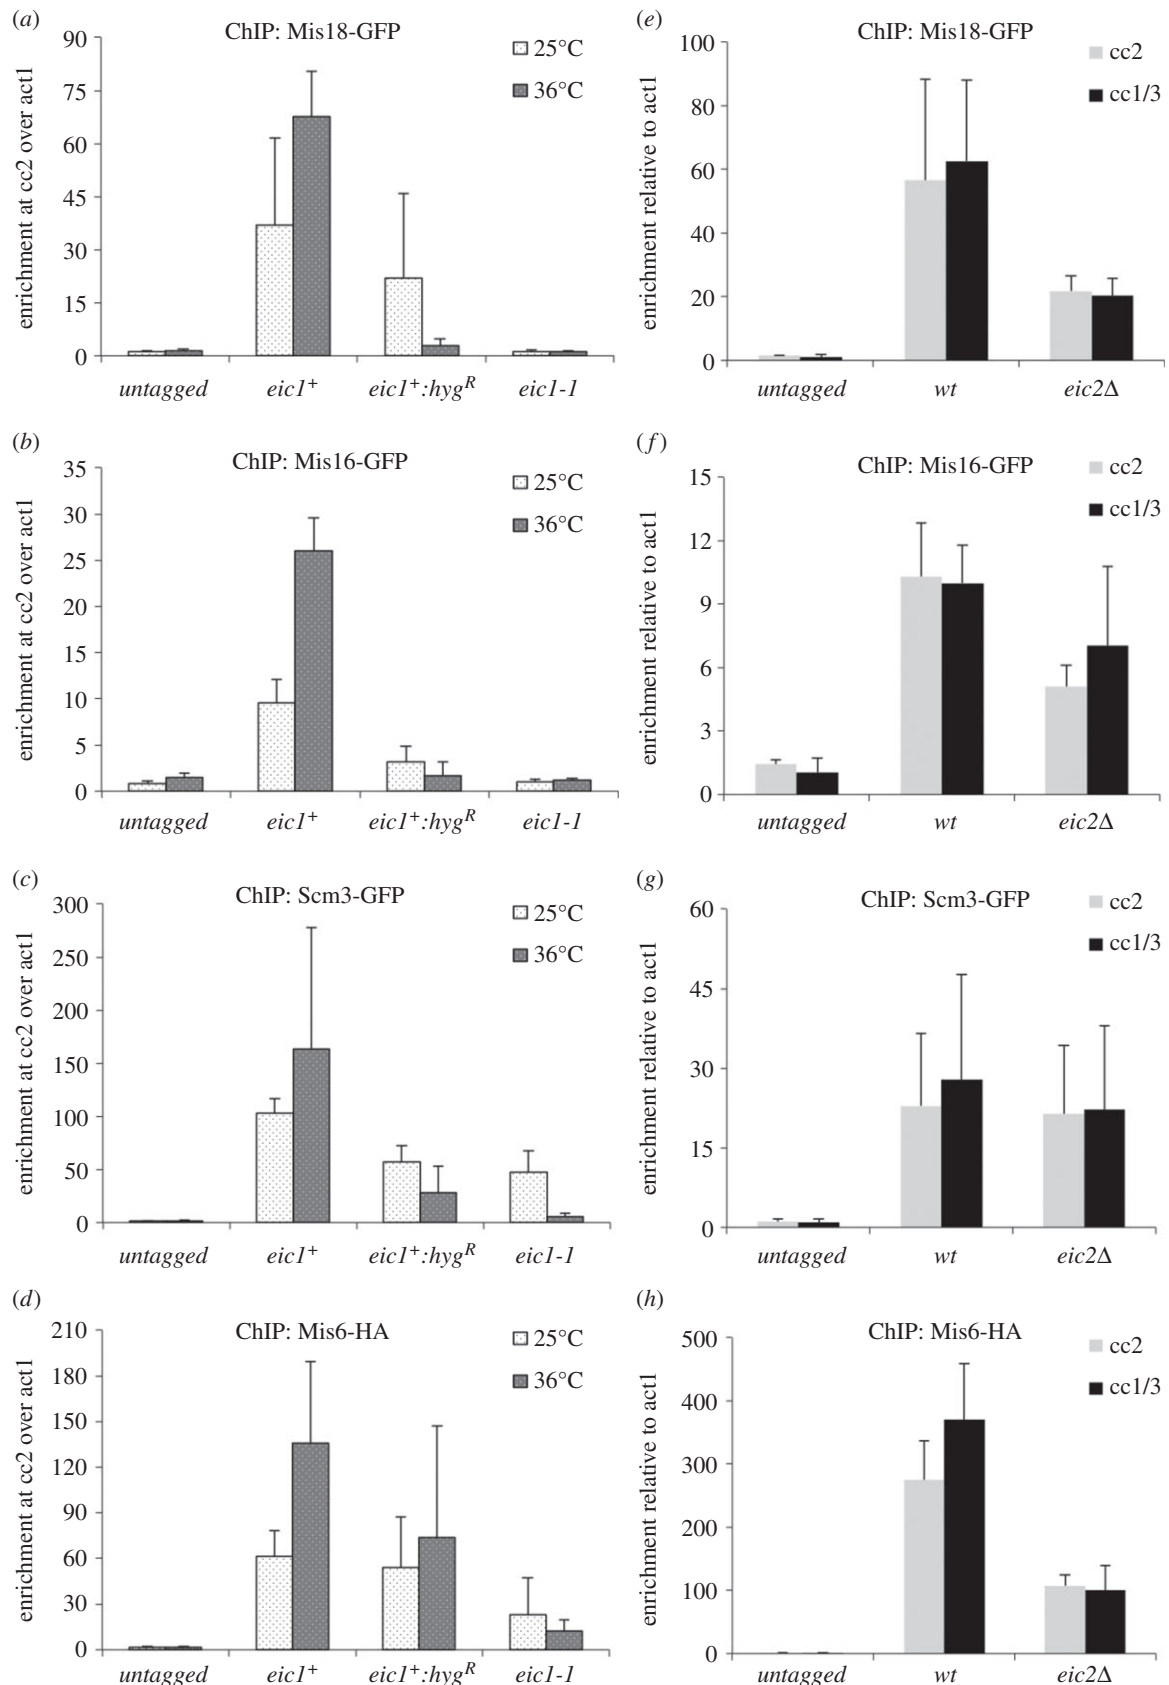 (a)
ChIP: Mis18-GFP
25°C
36°C
enrichment at cc2 over act1
90
75
60
45
30
15
0
untagged eic1+ eic1+:hygR eic1-1
(e)
ChIP: Mis18-GFP
cc2
cc1/3
enrichment relative to act1
100
80
60
40
20
0
untagged wt eic2Δ
(b)
ChIP: Mis16-GFP
25°C
36°C
enrichment at cc2 over act1
35
30
25
20
15
10
5
0
untagged eic1+ eic1+:hygR eic1-1
(f)
ChIP: Mis16-GFP
cc2
cc1/3
enrichment relative to act1
15
12
9
6
3
0
untagged wt eic2Δ
(c)
ChIP: Scm3-GFP
25°C
36°C
enrichment at cc2 over act1
300
250
200
150
100
50
0
untagged eic1+ eic1+:hygR eic1-1
(g)
ChIP: Scm3-GFP
cc2
cc1/3
enrichment relative to act1
60
45
30
15
0
untagged wt eic2Δ
(d)
ChIP: Mis6-HA
25°C
36°C
enrichment at cc2 over act1
210
180
150
120
90
60
30
0
untagged eic1+ eic1+:hygR eic1-1
(h)
ChIP: Mis6-HA
cc2
cc1/3
enrichment relative to act1
500
400
300
200
100
0
untagged wt eic2Δ